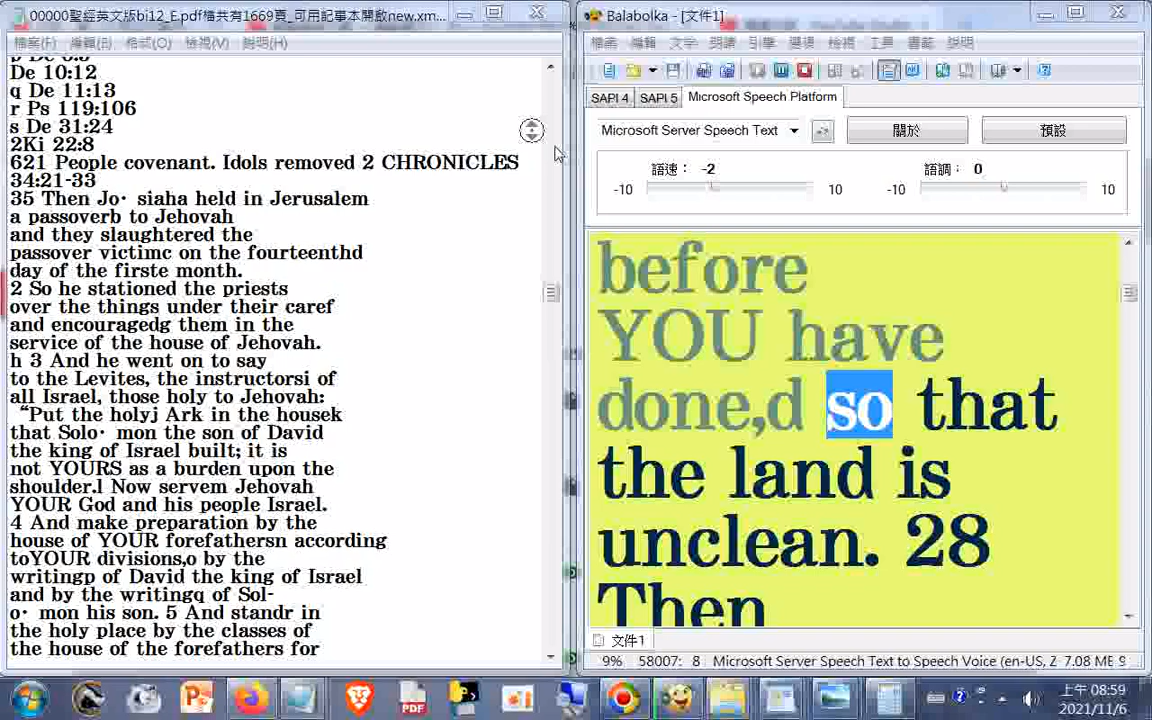 00000聖經英文版bi12_E.pdf檔共有1669頁_可用記事本開啟new.xm...
檔案(F) 編輯(E) 格式(O) 檢視(V) 說明(H)
p De 6:5
De 10:12
q De 11:13
r Ps 119:106
s De 31:24
2Ki 22:8
621 People covenant. Idols removed 2 CHRONICLES
34:21-33
35 Then Jo· siaha held in Jerusalem
a passoverb to Jehovah
and they slaughtered the
passover victimc on the fourteenthd
day of the firste month.
2 So he stationed the priests
over the things under their caref
and encouragedg them in the
service of the house of Jehovah.
h 3 And he went on to say
to the Levites, the instructorsi of
all Israel, those holy to Jehovah:
“Put the holyj Ark in the housek
that Solo· mon the son of David
the king of Israel built; it is
not YOURS as a burden upon the
shoulder.l Now servem Jehovah
YOUR God and his people Israel.
4 And make preparation by the
house of YOUR forefathersn according
toYOUR divisions,o by the
writingp of David the king of Israel
and by the writingq of Sol-
o· mon his son. 5 And standr in
the holy place by the classes of
the house of the forefathers for
Balabolka - [文件1]
檔案 編輯 文字 朗讀 引擎 選項 檢視 工具 書籤 說明
SAPI 4 SAPI 5 Microsoft Speech Platform
Microsoft Server Speech Text 關於 預設
語速： -2 語調： 0
-10 10 -10 10
before
YOU have
done,d so that
the land is
unclean. 28
Then
文件1
9% 58007: 8 Microsoft Server Speech Text to Speech Voice (en-US, Z 7.08 MB 9
PDF
上午 08:59
2021/11/6